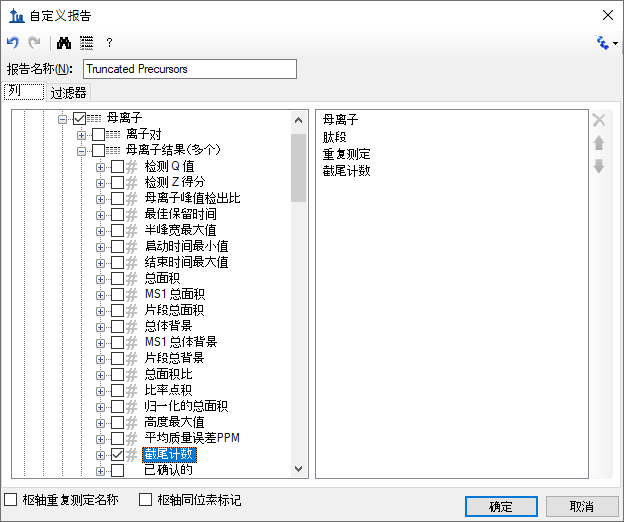 自定义报告
?
报告名称(N):
Truncated Precursors
列
过滤器
母离子
离子对
母离子结果(多个)
# 检测 Q 值
# 检测 Z 得分
# 母离子峰值检出比
# 最佳保留时间
# 半峰宽最大值
# 启动时间最小值
# 结束时间最大值
# 总面积
# MS1 总面积
# 片段总面积
# 总体背景
# MS1 总体背景
# 片段总背景
# 总面积比
# 比率点积
# 归一化的总面积
# 高度最大值
# 平均质量误差PPM
# 截尾计数
已确认的
母离子
肽段
重复测定
截尾计数
枢轴重复测定名称
枢轴同位素标记
确定
取消